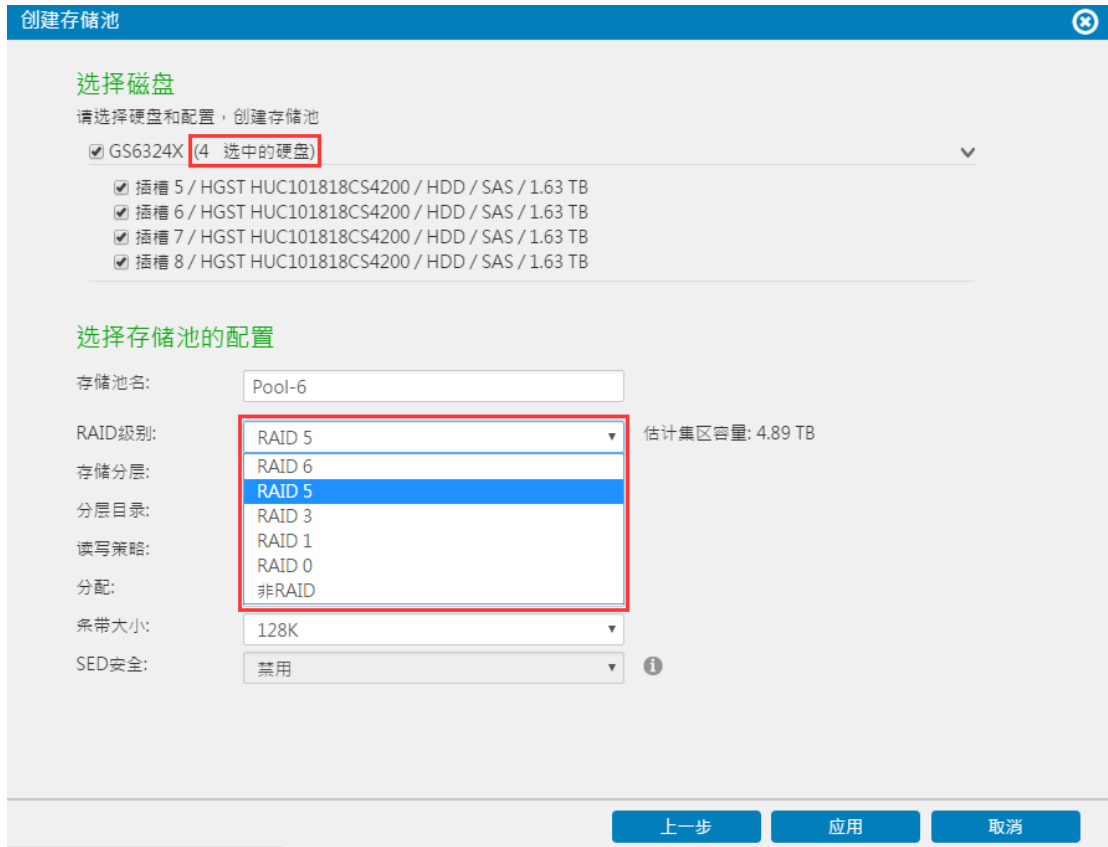 创建存储池
选择磁盘
请选择硬盘和配置，创建存储池
GS6324X (4 选中的硬盘)
插槽 5 / HGST HUC101818CS4200 / HDD / SAS / 1.63 TB
插槽 6 / HGST HUC101818CS4200 / HDD / SAS / 1.63 TB
插槽 7 / HGST HUC101818CS4200 / HDD / SAS / 1.63 TB
插槽 8 / HGST HUC101818CS4200 / HDD / SAS / 1.63 TB
选择存储池的配置
存储池名: Pool-6
RAID级别: RAID 5 估计集区容量: 4.89 TB
存储分层: RAID 6
RAID 5
分层目录: RAID 3
读写策略: RAID 1
RAID 0
分配: 非RAID
条带大小: 128K
SED安全: 禁用
上一步 应用 取消